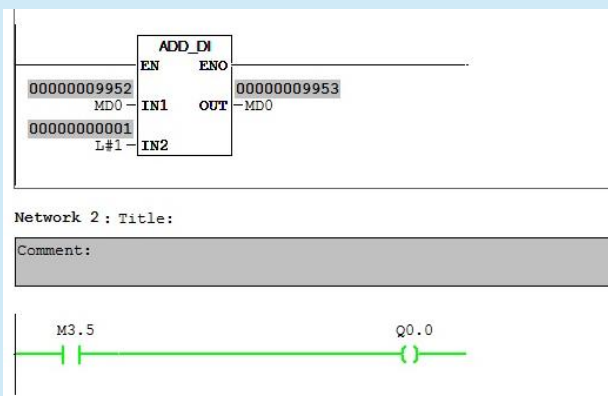 ADD_DI
EN ENO
00000009952 00000009953
MD0 IN1 OUT MD0
00000000001
L#1 IN2
Network 2 : Title:
Comment:
M3.5 Q0.0